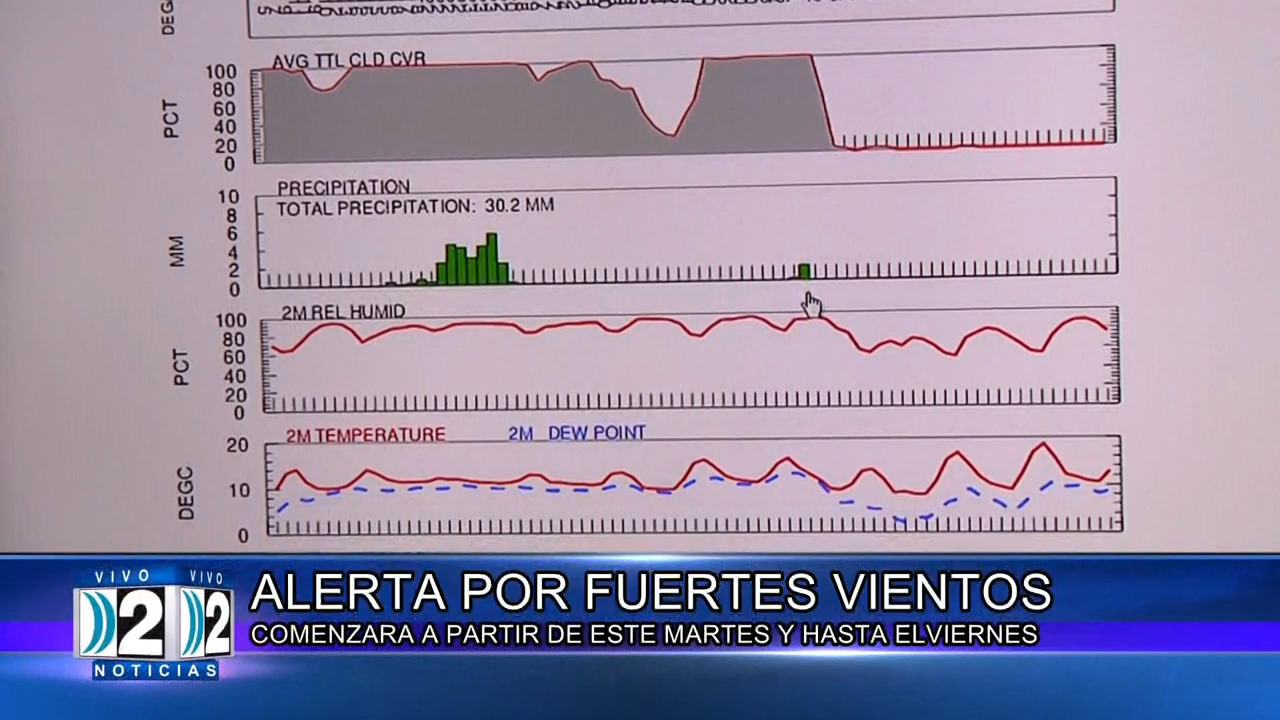 DEG
AVG TTL CLD CVR
100
80
60
40
20
0
PCT
PRECIPITATION
TOTAL PRECIPITATION: 30.2 MM
10
8
6
4
2
0
MM
2M REL HUMID
100
80
60
40
20
0
PCT
2M TEMPERATURE 2M DEW POINT
20
10
0
DEGC
VIVO VIVO
2 2
NOTICIAS
ALERTA POR FUERTES VIENTOS
COMENZARA A PARTIR DE ESTE MARTES Y HASTA ELVIERNES